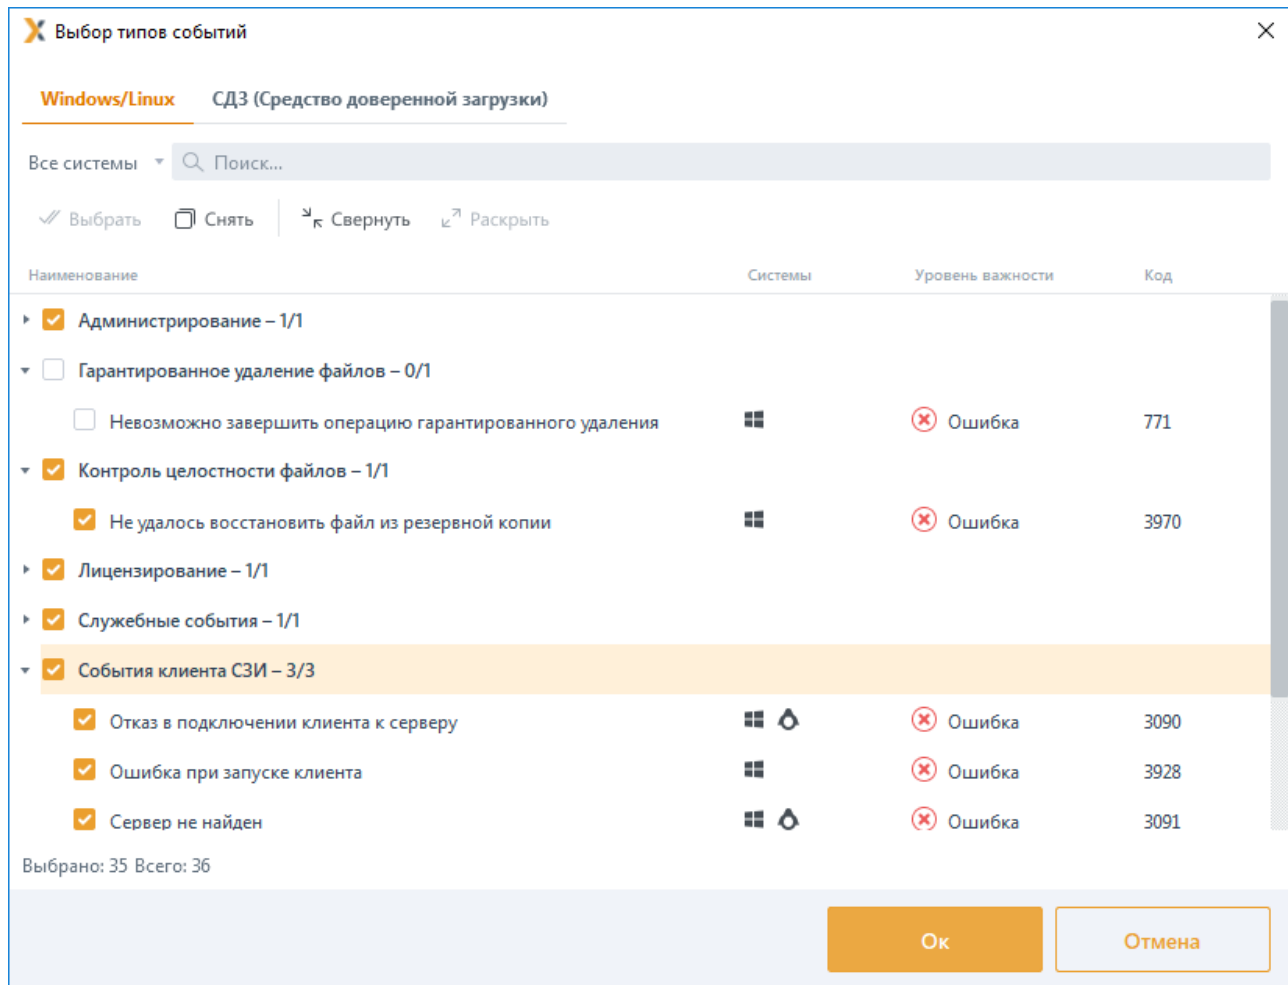 Выбор типов событий
Windows/Linux СДЗ (Средство доверенной загрузки)
Все системы Поиск...
Выбрать Снять Свернуть Раскрыть
Наименование Системы Уровень важности Код
Администрирование – 1/1
Гарантированное удаление файлов – 0/1
Невозможно завершить операцию гарантированного удаления Ошибка 771
Контроль целостности файлов – 1/1
Не удалось восстановить файл из резервной копии Ошибка 3970
Лицензирование – 1/1
Служебные события – 1/1
События клиента СЗИ – 3/3
Отказ в подключении клиента к серверу Ошибка 3090
Ошибка при запуске клиента Ошибка 3928
Сервер не найден Ошибка 3091
Выбрано: 35 Всего: 36
Ок Отмена